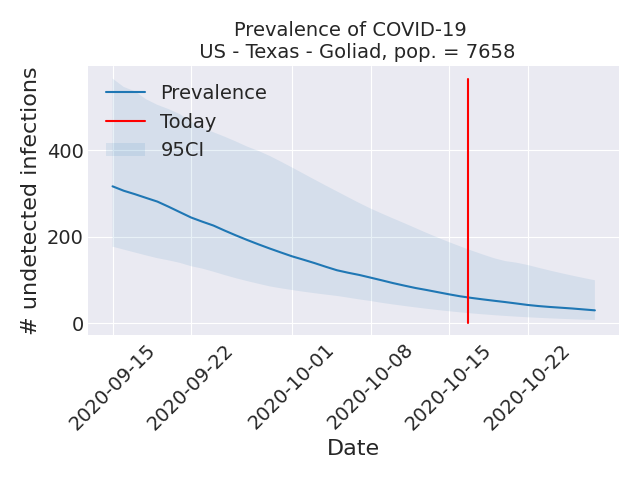 Prevalence of COVID-19
US - Texas - Goliad, pop. = 7658
# undetected infections
400
200
0
Prevalence
Today
95CI
2020-09-15
2020-09-22
2020-10-01
2020-10-08
2020-10-15
2020-10-22
Date